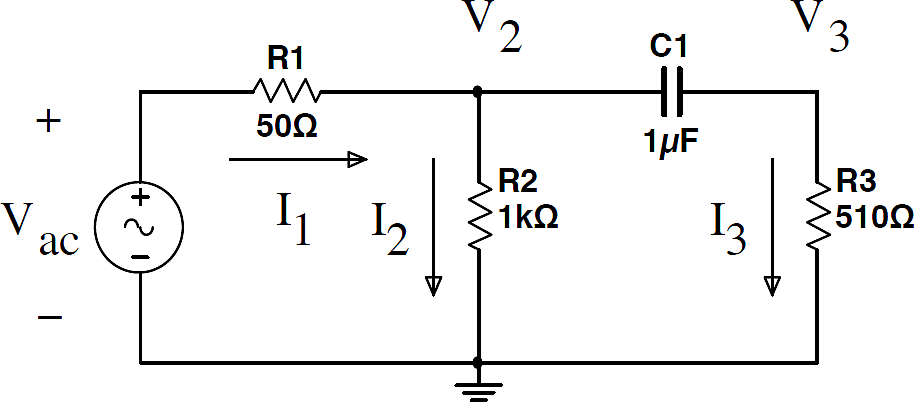 V2
V3
R1
C1
+
50Ω
1µF
+
R2
R3
Vac
I1
I2
1kΩ
I3
510Ω
−
−